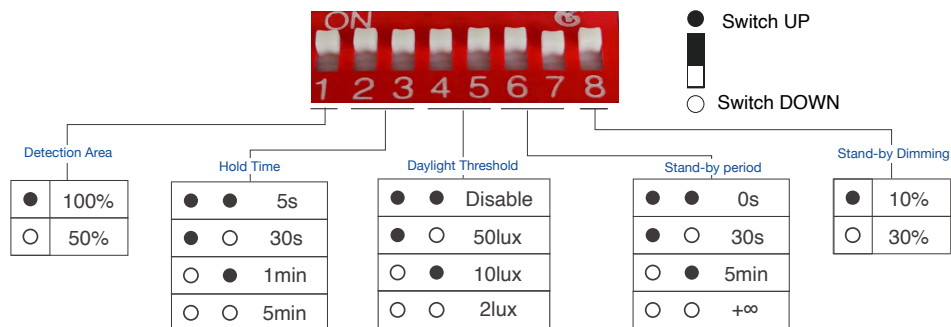 ON
1 2 3 4 5 6 7 8
Switch UP
Switch DOWN
Detection Area
100%
50%
Hold Time
5s
30s
1min
5min
Daylight Threshold
Disable
50lux
10lux
2lux
Stand-by period
0s
30s
5min
+∞
Stand-by Dimming
10%
30%